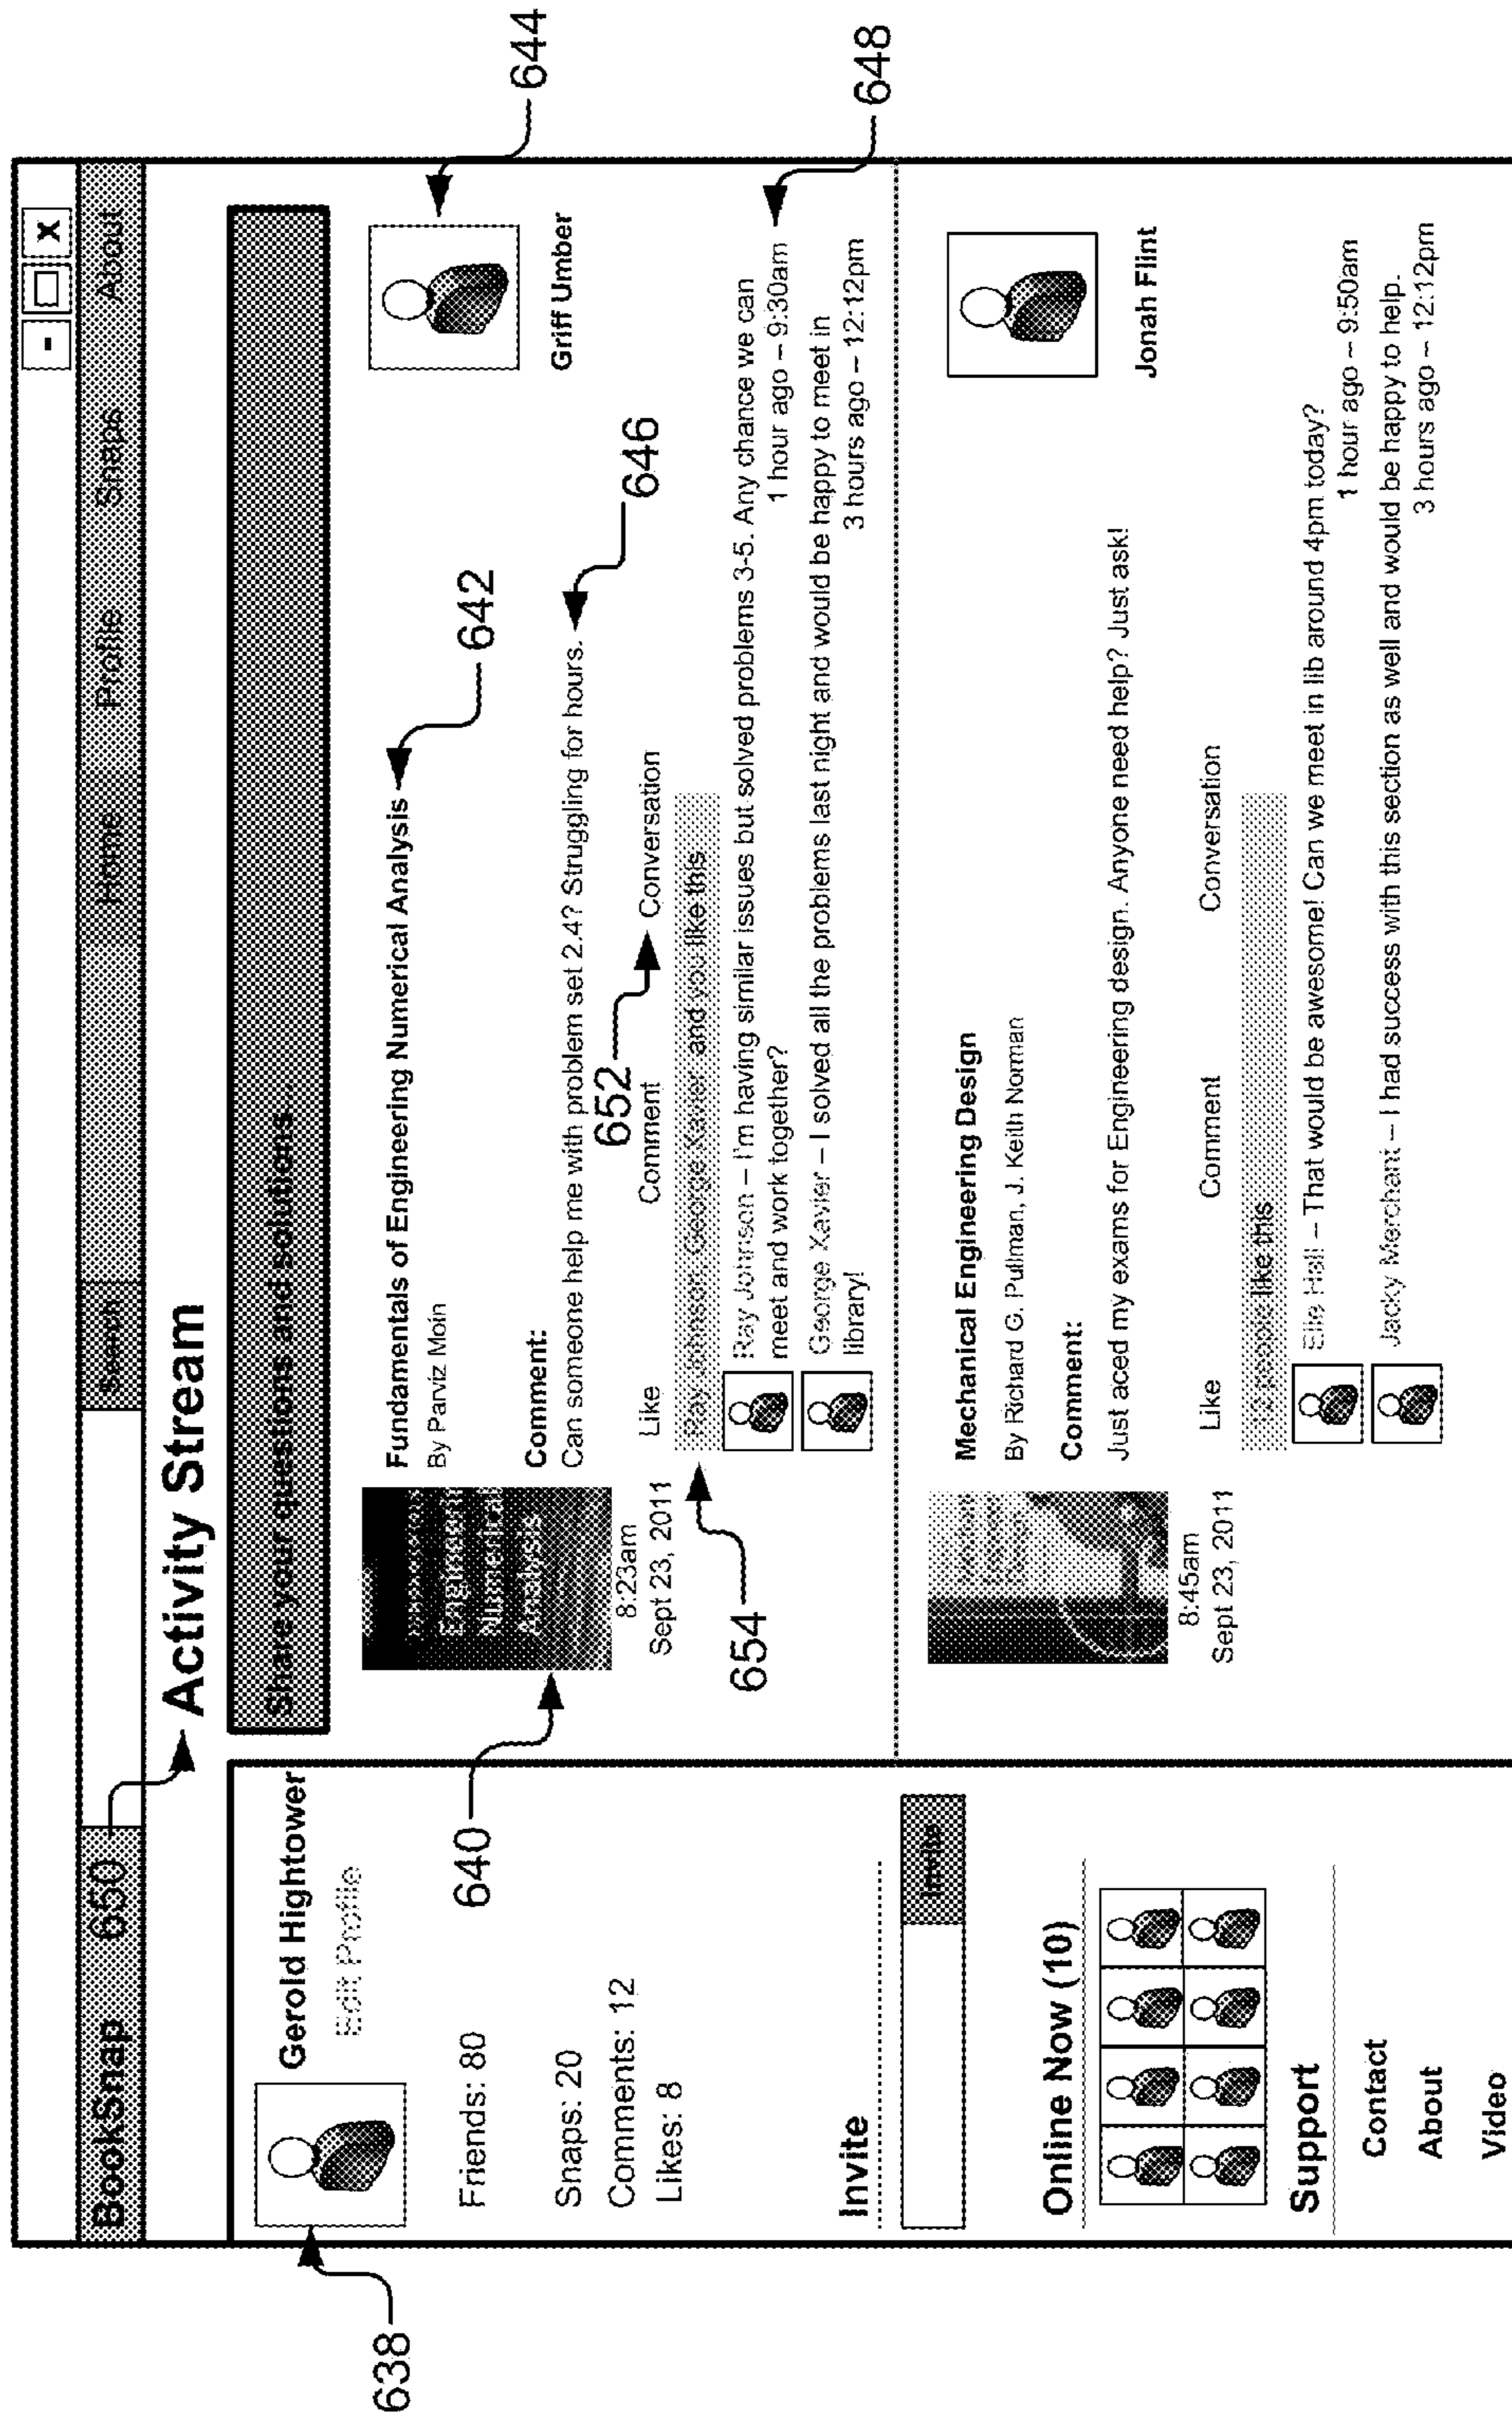 - X
BookSnap 650 Search Home Profile Snaps About
Activity Stream
Share your questions and solutions...
638
Gerold Hightower
Edit Profile
Friends: 80
Snaps: 20
Comments: 12
Likes: 8
Invite
Invite
Online Now (10)
Support
Contact
About
Video
640
Engineering
Numerical
Analysis
8:23am
Sept 23, 2011
654
Fundamentals of Engineering Numerical Analysis
642
By Parviz Moin
644
Griff Umber
Comment:
Can someone help me with problem set 2.4? Struggling for hours.
646
652
Like Comment Conversation
Ray Johnson, George Xavier, and you like this
Ray Johnson – I'm having similar issues but solved problems 3-5. Any chance we can
meet and work together? 1 hour ago – 9:30am
648
George Xavier – I solved all the problems last night and would be happy to meet in
library! 3 hours ago – 12:12pm
8:45am
Sept 23, 2011
Mechanical Engineering Design
By Richard G. Pullman, J. Keith Norman
Jonah Flint
Comment:
Just aced my exams for Engineering design. Anyone need help? Just ask!
Like Comment Conversation
people like this
Elle Hall – That would be awesome! Can we meet in lib around 4pm today?
1 hour ago – 9:50am
Jacky Merchant – I had success with this section as well and would be happy to help.
3 hours ago – 12:12pm